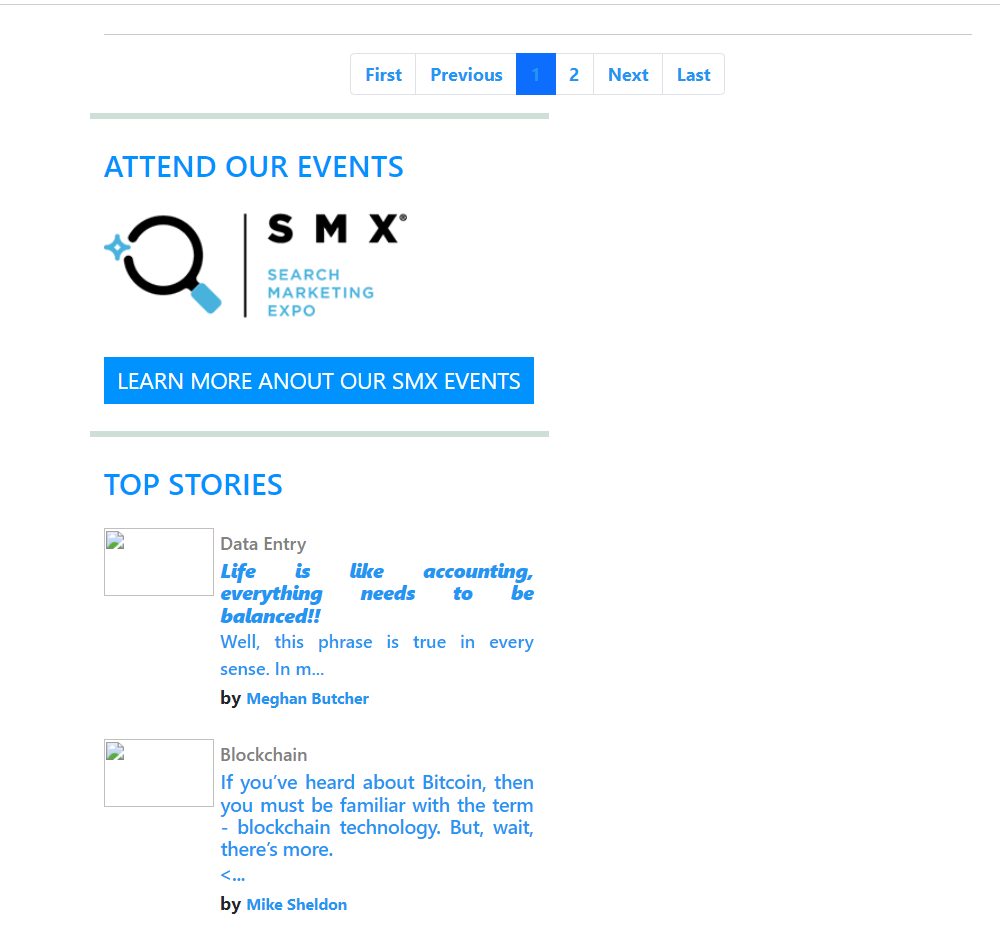 First Previous 1 2 Next Last
ATTEND OUR EVENTS
SMX®
SEARCH
MARKETING
EXPO
LEARN MORE ANOUT OUR SMX EVENTS
TOP STORIES
Data Entry
Life is like accounting,
everything needs to be
balanced!!
Well, this phrase is true in every
sense. In m...
by Meghan Butcher
Blockchain
If you’ve heard about Bitcoin, then
you must be familiar with the term
- blockchain technology. But, wait,
there’s more.
<...
by Mike Sheldon